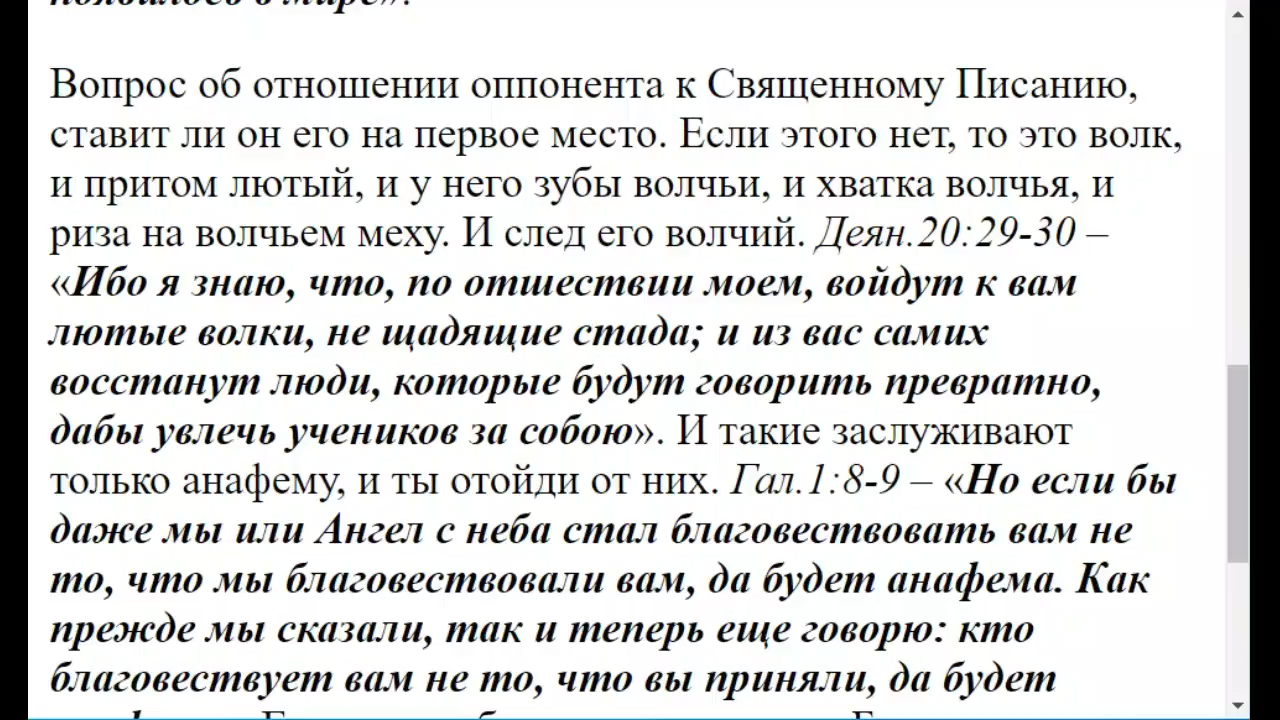 Вопрос об отношении оппонента к Священному Писанию,
ставит ли он его на первое место. Если этого нет, то это волк,
и притом лютый, и у него зубы волчьи, и хватка волчья, и
риза на волчьем меху. И след его волчий. Деян.20:29-30 –
«Ибо я знаю, что, по отшествии моем, войдут к вам
лютые волки, не щадящие стада; и из вас самих
восстанут люди, которые будут говорить превратно,
дабы увлечь учеников за собою». И такие заслуживают
только анафему, и ты отойди от них. Гал.1:8-9 – «Но если бы
даже мы или Ангел с неба стал благовествовать вам не
то, что мы благовествовали вам, да будет анафема. Как
прежде мы сказали, так и теперь еще говорю: кто
благовествует вам не то, что вы приняли, да будет